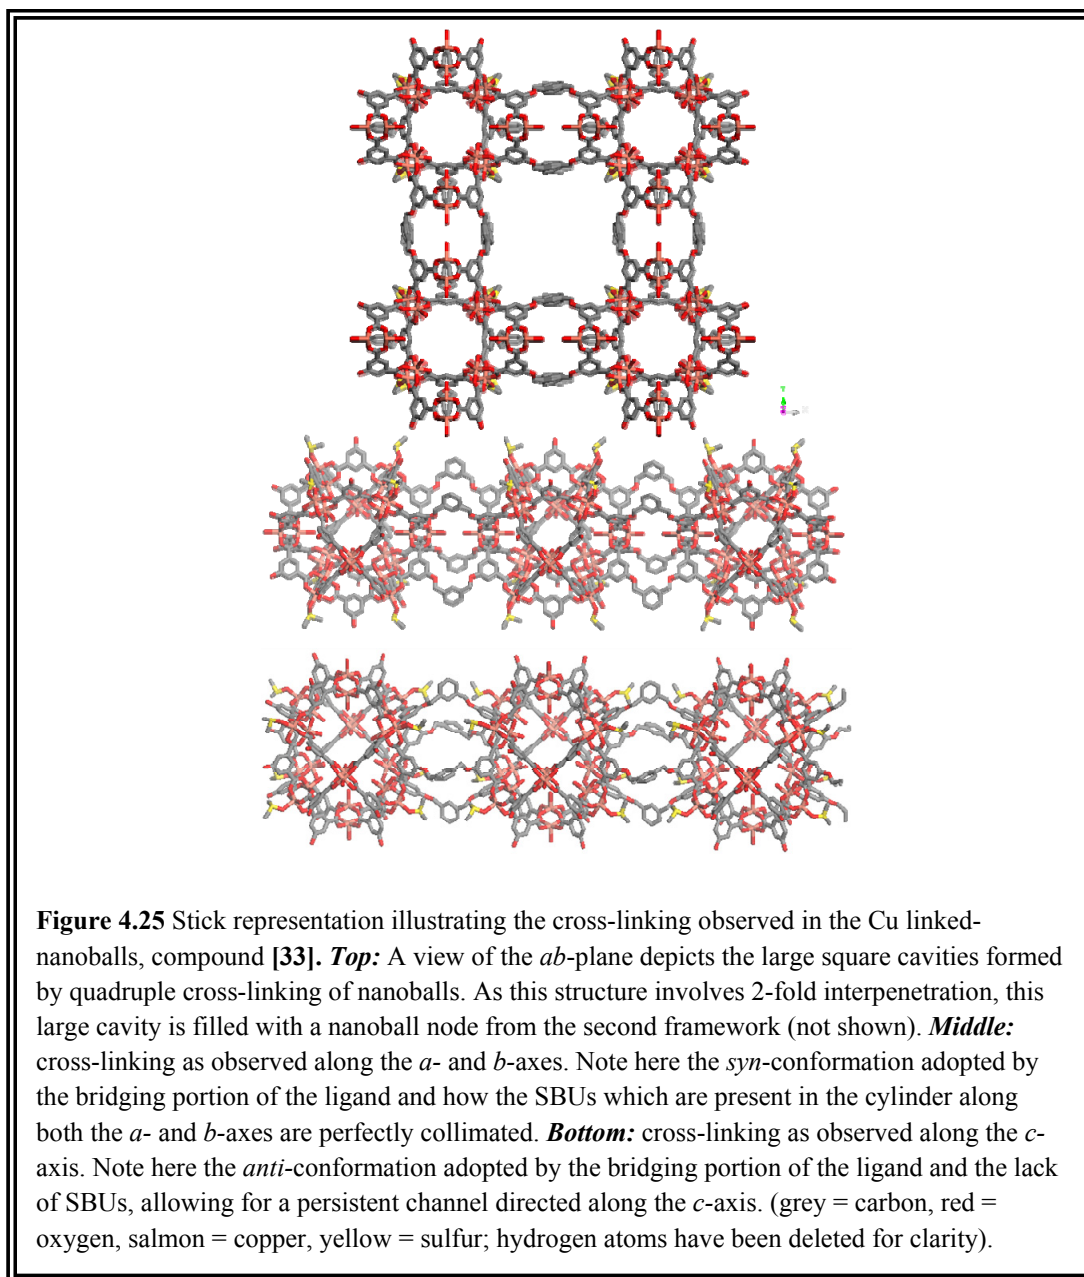 Figure 4.25 Stick representation illustrating the cross-linking observed in the Cu linked-
nanoballs, compound [33]. Top: A view of the ab-plane depicts the large square cavities formed
by quadruple cross-linking of nanoballs. As this structure involves 2-fold interpenetration, this
large cavity is filled with a nanoball node from the second framework (not shown). Middle:
cross-linking as observed along the a- and b-axes. Note here the syn-conformation adopted by
the bridging portion of the ligand and how the SBUs which are present in the cylinder along
both the a- and b-axes are perfectly collimated. Bottom: cross-linking as observed along the c-
axis. Note here the anti-conformation adopted by the bridging portion of the ligand and the lack
of SBUs, allowing for a persistent channel directed along the c-axis. (grey = carbon, red =
oxygen, salmon = copper, yellow = sulfur; hydrogen atoms have been deleted for clarity).